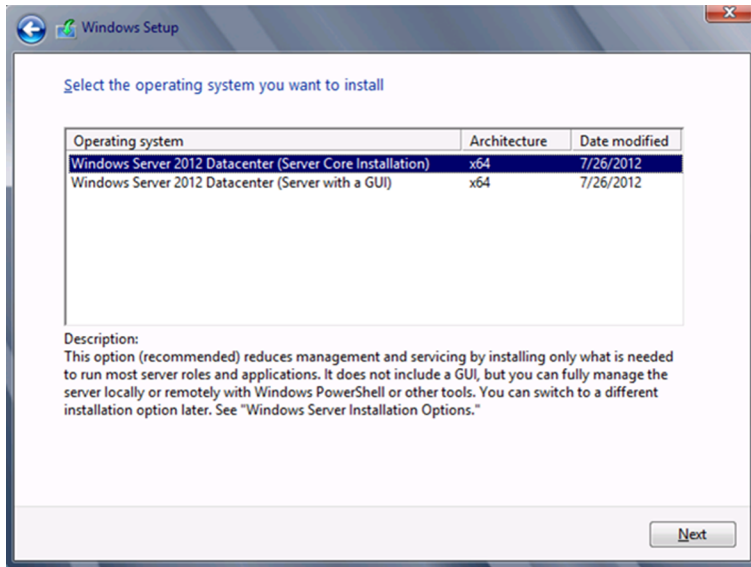 Windows Setup
Select the operating system you want to install
Operating system Architecture Date modified
Windows Server 2012 Datacenter (Server Core Installation) x64 7/26/2012
Windows Server 2012 Datacenter (Server with a GUI) x64 7/26/2012
Description:
This option (recommended) reduces management and servicing by installing only what is needed
to run most server roles and applications. It does not include a GUI, but you can fully manage the
server locally or remotely with Windows PowerShell or other tools. You can switch to a different
installation option later. See "Windows Server Installation Options."
Next